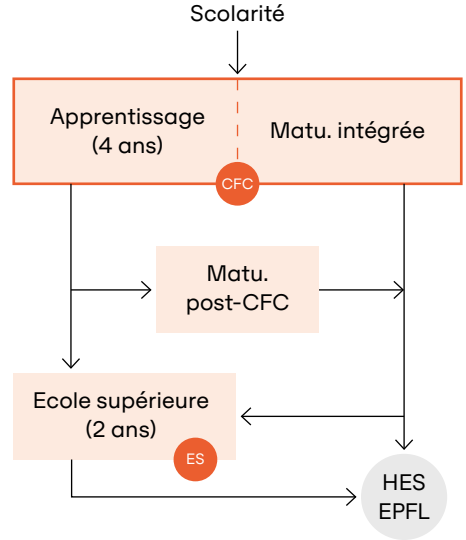 Scolarité
Apprentissage
(4 ans)
Matu. intégrée
CFC
Matu.
post-CFC
Ecole supérieure
(2 ans)
ES
HES
EPFL